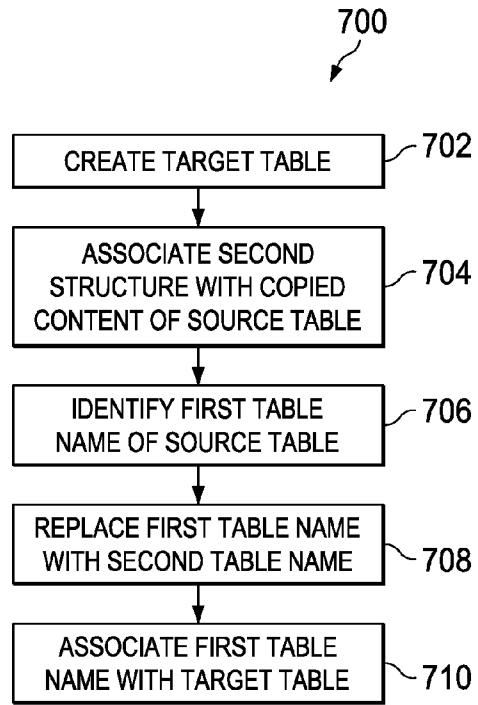 700
CREATE TARGET TABLE
702
ASSOCIATE SECOND
STRUCTURE WITH COPIED
CONTENT OF SOURCE TABLE
704
IDENTIFY FIRST TABLE
NAME OF SOURCE TABLE
706
REPLACE FIRST TABLE NAME
WITH SECOND TABLE NAME
708
ASSOCIATE FIRST TABLE
NAME WITH TARGET TABLE
710